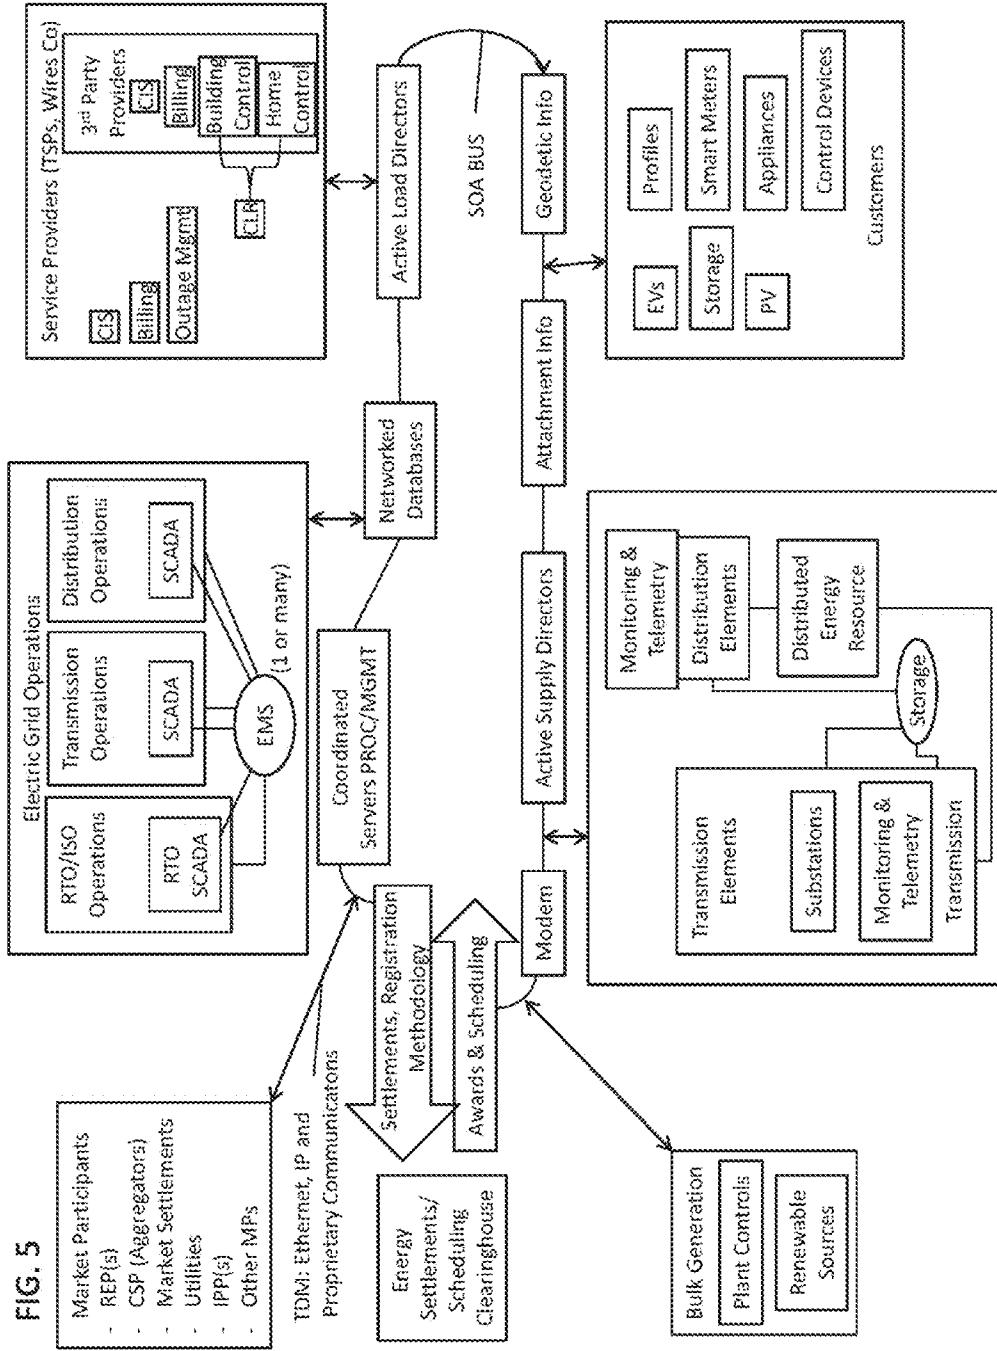 FIG. 5
Market Participants
- REP(s)
- CSP (Aggregators)
- Market Settlements
- Utilities
- IPP(s)
- Other MPs
TDM: Ethernet, IP and
Proprietary Communicatons
Energy
Settlements/
Scheduling
Clearinghouse
Bulk Generation
Plant Controls
Renewable
Sources
Electric Grid Operations
RTO/ISO
Operations
RTO
SCADA
Transmission
Operations
SCADA
Distribution
Operations
SCADA
EMS
(1 or many)
Service Providers (TSPs, Wires Co)
CIS
Billing
Outage Mgmt
CLR
3rd Party
Providers
CIS
Billing
Building
Control
Home
Control
Settlements, Registration
Methodology
Awards & Scheduling
Coordinated
Servers PROC/MGMT
Networked
Databases
Active Load Directors
SOA BUS
Modem
Active Supply Directors
Attachment Info
Geodetic Info
Transmission
Elements
Substations
Monitoring &
Telemetry
Transmission
Storage
Monitoring &
Telemetry
Distribution
Elements
Distributed
Energy
Resource
EVs
Storage
PV
Profiles
Smart Meters
Appliances
Control Devices
Customers